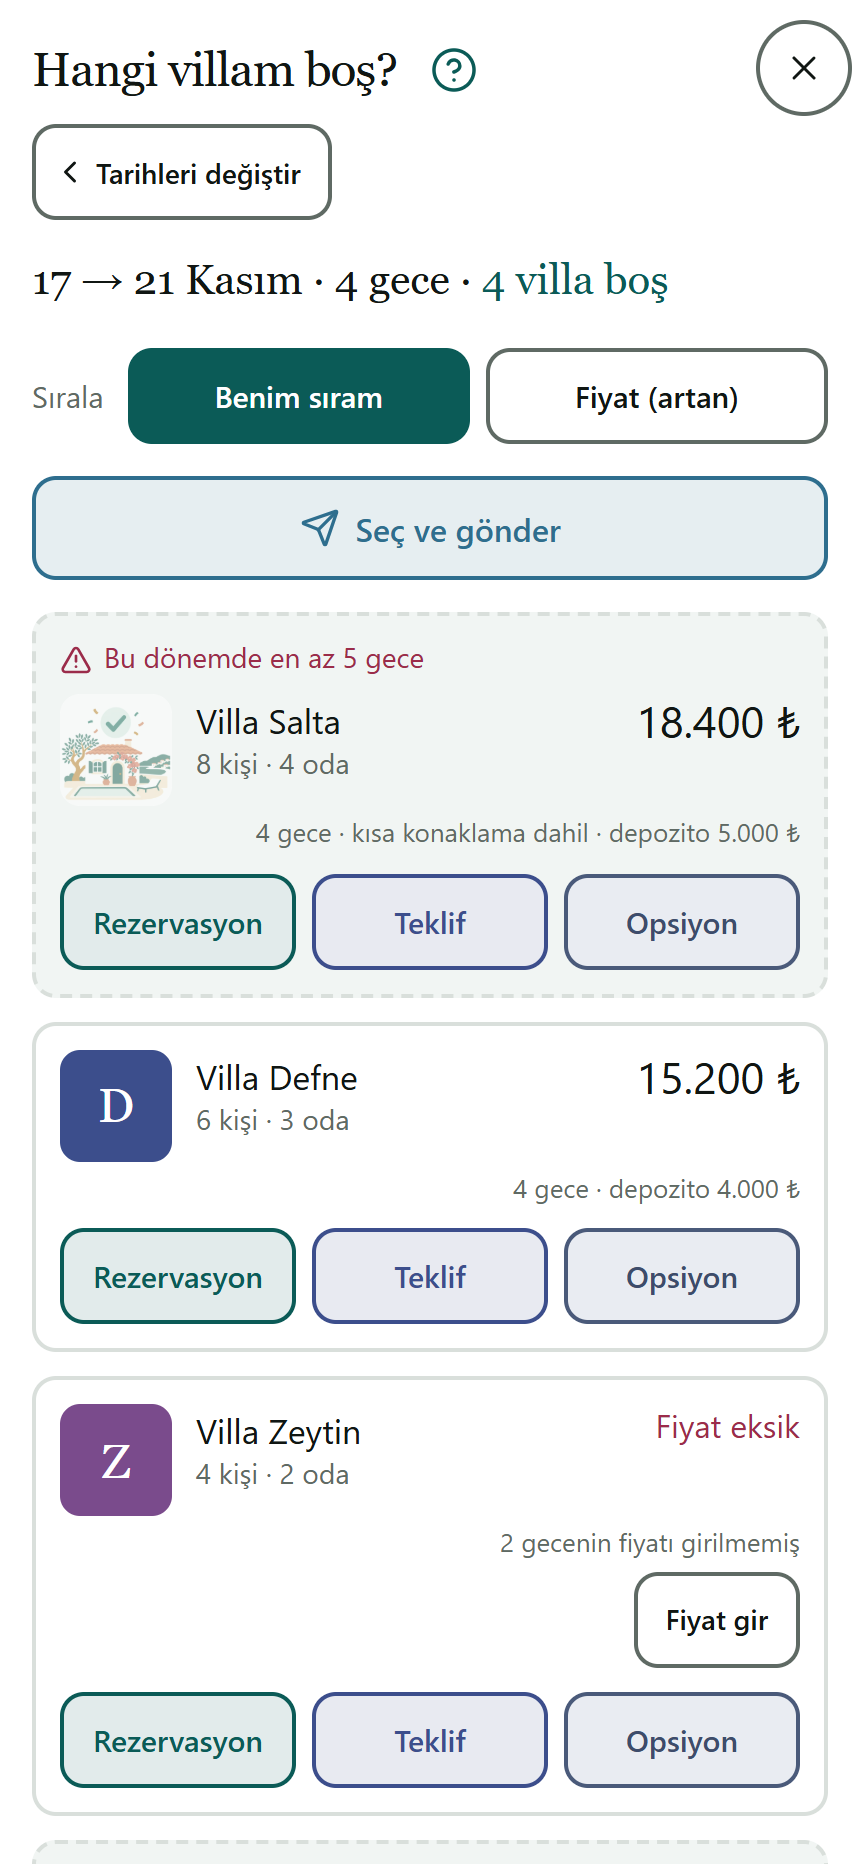 Hangi villam boş?
Tarihleri değiştir
17 → 21 Kasım · 4 gece · 4 villa boş
Sırala Benim sıram Fiyat (artan)
Seç ve gönder
Bu dönemde en az 5 gece
Villa Salta 18.400 ₺
8 kişi · 4 oda
4 gece · kısa konaklama dahil · depozito 5.000 ₺
Rezervasyon Teklif Opsiyon
D Villa Defne 15.200 ₺
6 kişi · 3 oda
4 gece · depozito 4.000 ₺
Rezervasyon Teklif Opsiyon
Z Villa Zeytin Fiyat eksik
4 kişi · 2 oda
2 gecenin fiyatı girilmemiş
Fiyat gir
Rezervasyon Teklif Opsiyon